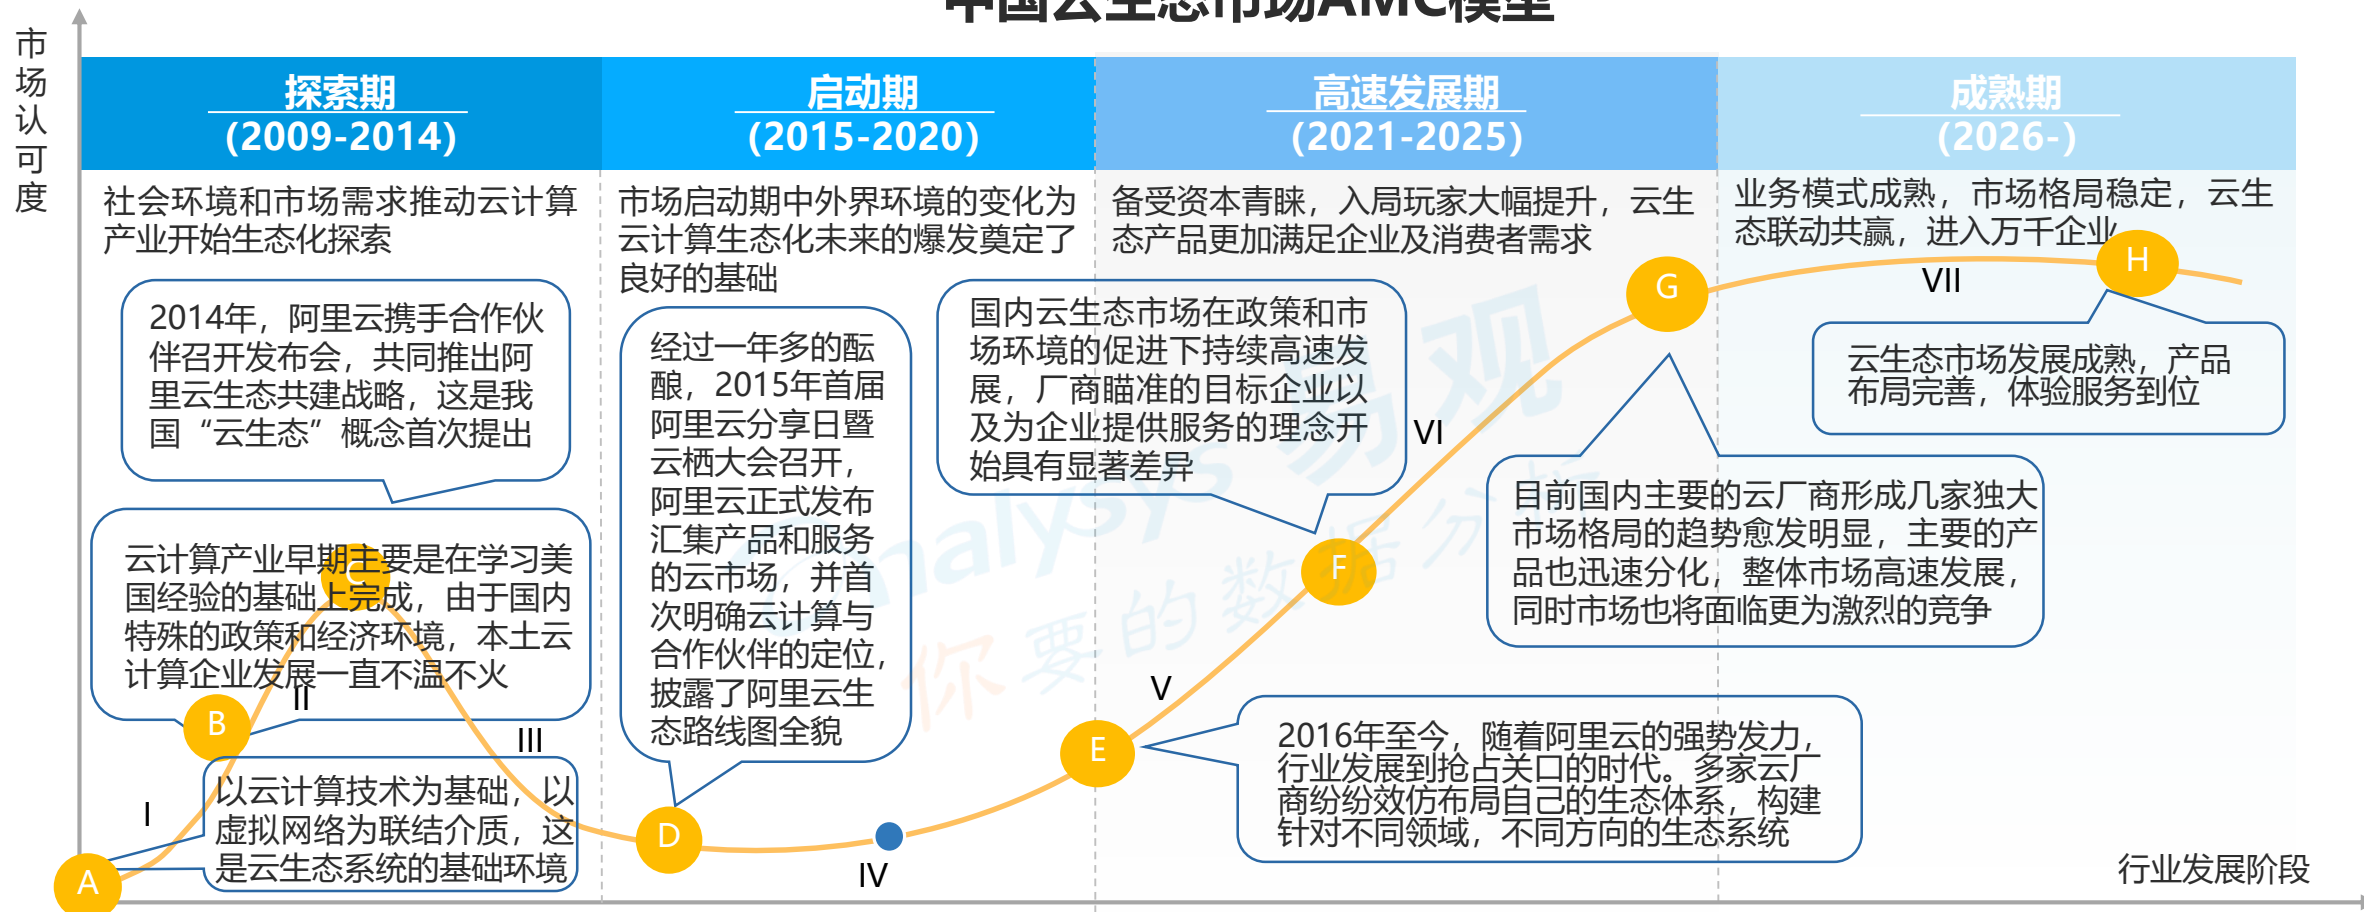 中国云生态市场AMC模型
市场认可度
探索期
(2009-2014)
启动期
(2015-2020)
高速发展期
(2021-2025)
成熟期
(2026-)
社会环境和市场需求推动云计算
产业开始生态化探索
市场启动期中外界环境的变化为
云计算生态化未来的爆发奠定了
良好的基础
备受资本青睐，入局玩家大幅提升，云生
态产品更加满足企业及消费者需求
业务模式成熟，市场格局稳定，云生
态联动共赢，进入万千企业
2014年，阿里云携手合作伙
伴召开发布会，共同推出阿
里云生态共建战略，这是我
国“云生态”概念首次提出
云计算产业早期主要是在学习美
国经验的基础上完成，由于国内
特殊的政策和经济环境，本土云
计算企业发展一直不温不火
以云计算技术为基础，以
虚拟网络为联结介质，这
是云生态系统的基础环境
经过一年多的酝
酿，2015年首届
阿里云分享日暨
云栖大会召开，
阿里云正式发布
汇集产品和服务
的云市场，并首
次明确云计算与
合作伙伴的定位，
披露了阿里云生
态路线图全貌
国内云生态市场在政策和市
场环境的促进下持续高速发
展，厂商瞄准的目标企业以
及为企业提供服务的理念开
始具有显著差异
目前国内主要的云厂商形成几家独大
市场格局的趋势愈发明显，主要的产
品也迅速分化，整体市场高速发展，
同时市场也将面临更为激烈的竞争
云生态市场发展成熟，产品
布局完善，体验服务到位
2016年至今，随着阿里云的强势发力，
行业发展到抢占关口的时代。多家云厂
商纷纷效仿布局自己的生态体系，构建
针对不同领域，不同方向的生态系统
A
B
C
D
E
F
G
H
I
II
III
IV
V
VI
VII
行业发展阶段
nalysys 易观
你要的数据分析